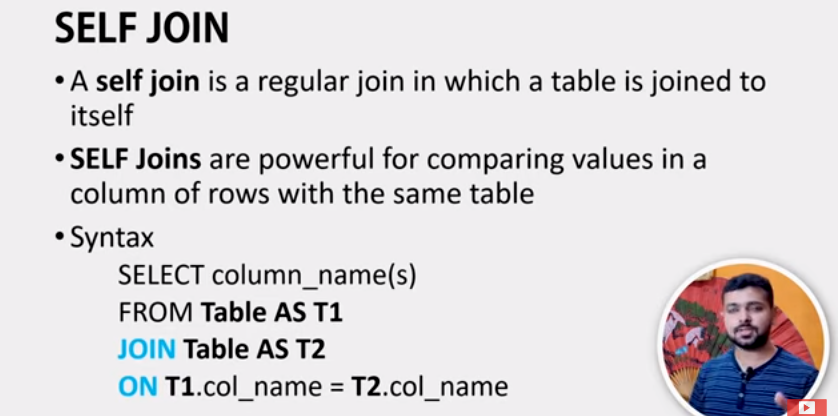 SELF JOIN
• A self join is a regular join in which a table is joined to
itself
• SELF Joins are powerful for comparing values in a
column of rows with the same table
• Syntax
SELECT column_name(s)
FROM Table AS T1
JOIN Table AS T2
ON T1.col_name = T2.col_name